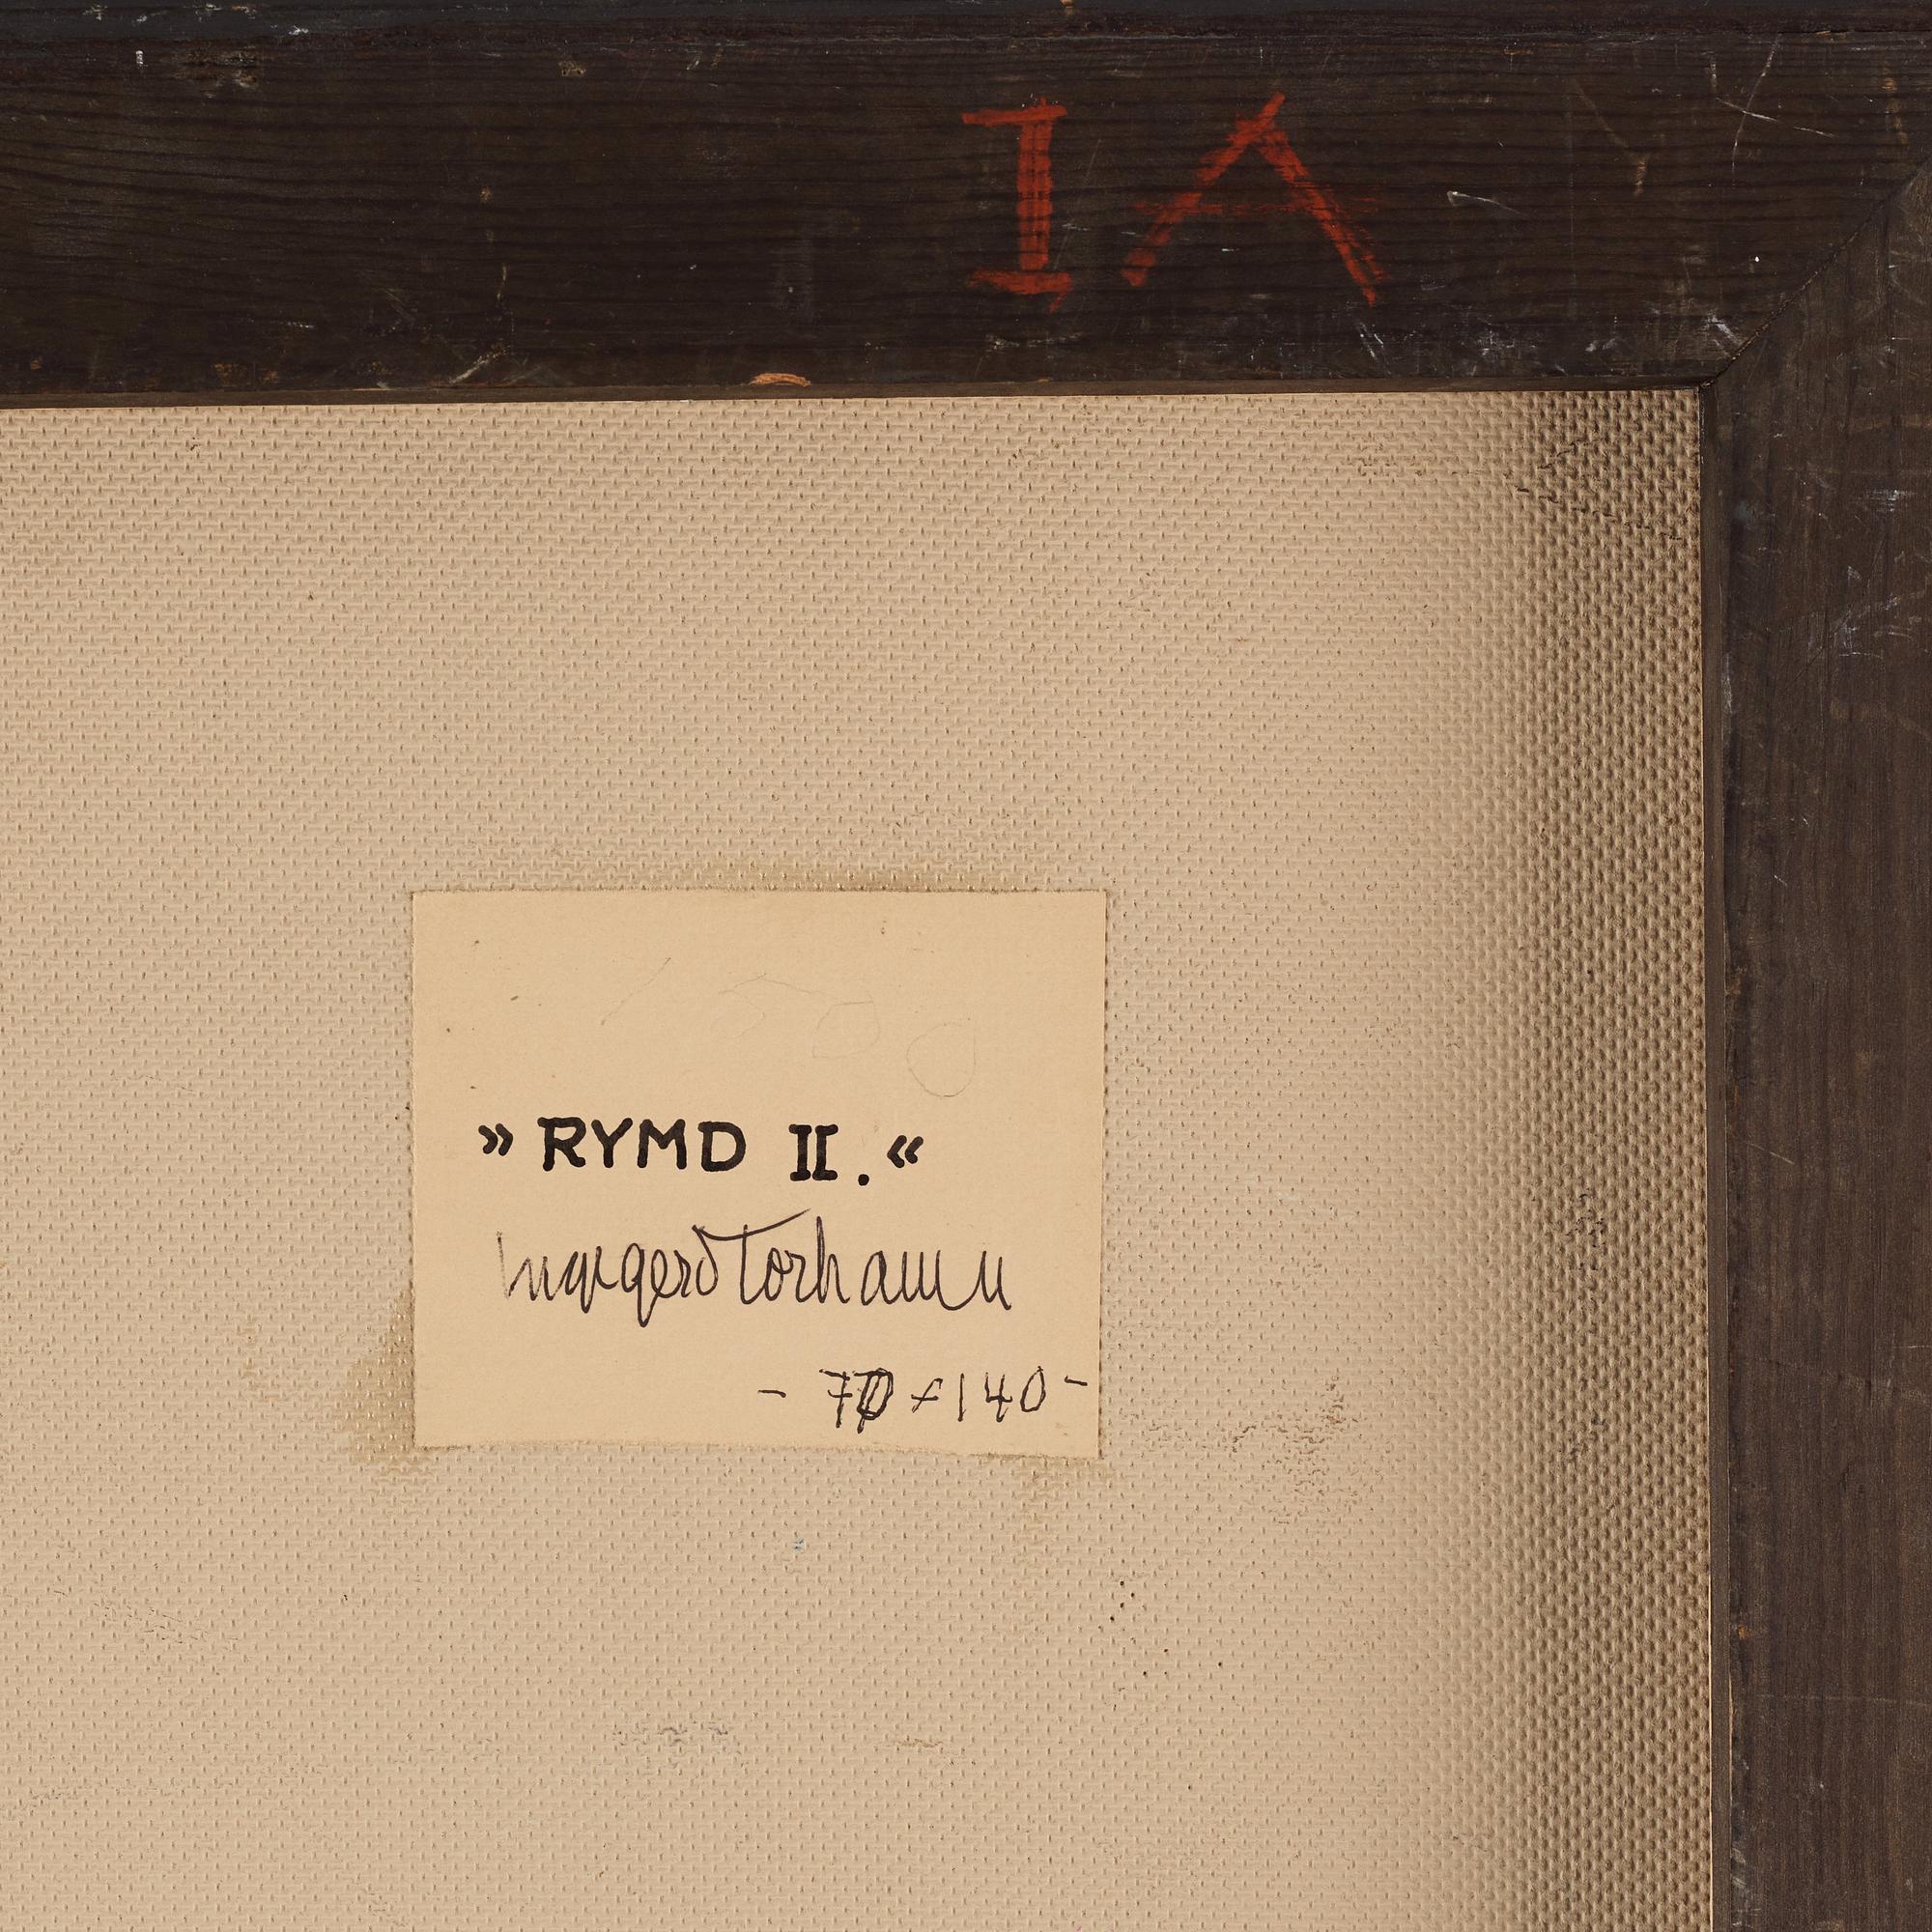 IA
» RYMD II. «
Ingegerd Torhamn
- 70 x 140 -